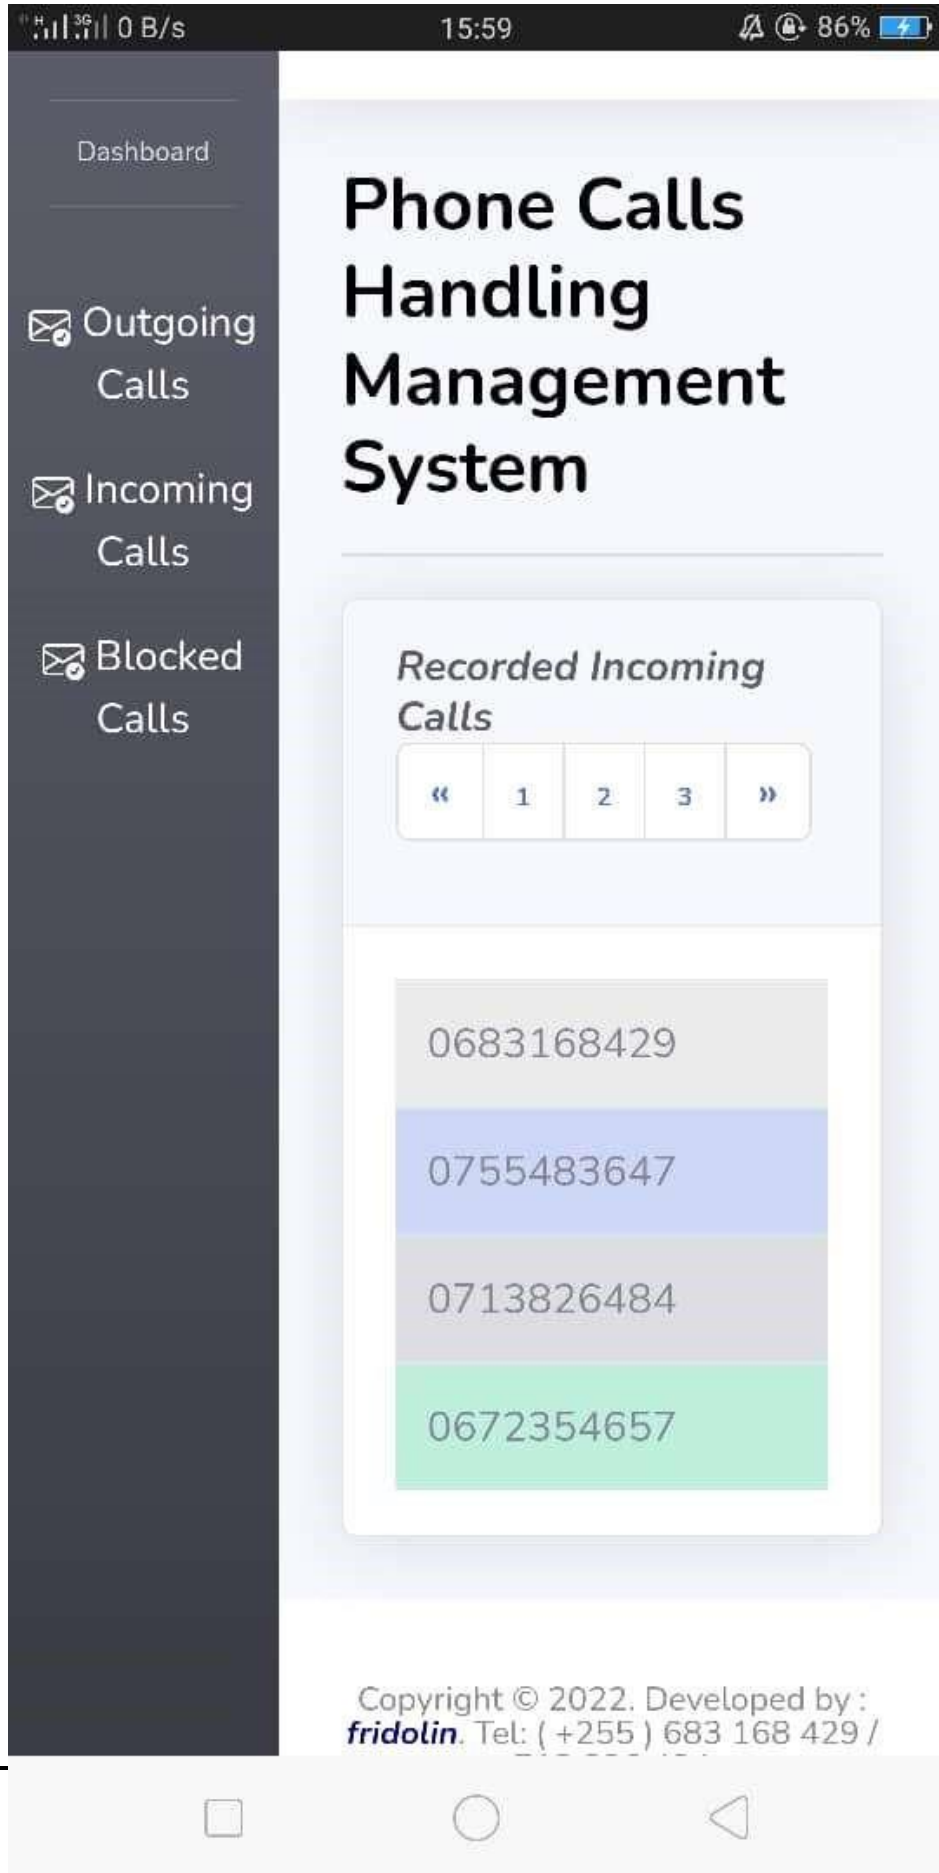 H 3G 0 B/s 15:59 86%
Dashboard
Outgoing
Calls
Incoming
Calls
Blocked
Calls
Phone Calls
Handling
Management
System
Recorded Incoming
Calls
« 1 2 3 »
0683168429
0755483647
0713826484
0672354657
Copyright © 2022. Developed by :
fridolin. Tel: ( +255 ) 683 168 429 /